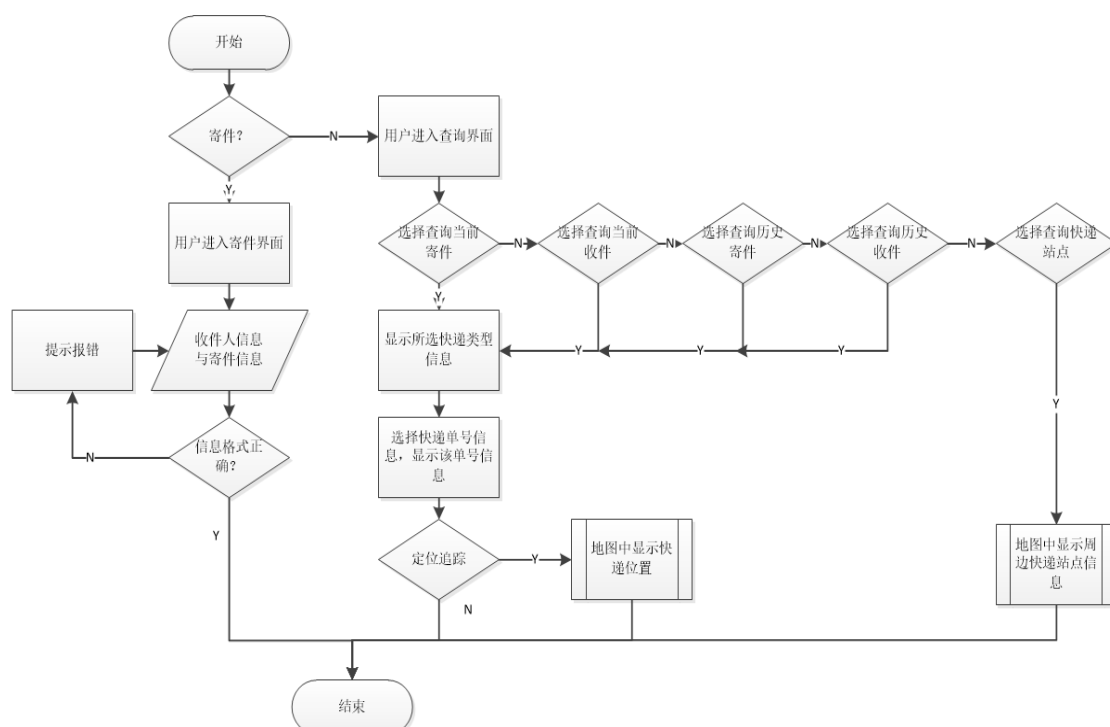 开始
寄件？
N
用户进入查询界面
Y
用户进入寄件界面
选择查询当前
寄件
N
选择查询当前
收件
N
选择查询历史
寄件
N
选择查询历史
收件
N
选择查询快递
站点
Y
提示报错
收件人信息
与寄件信息
显示所选快递类型
信息
Y
Y
Y
Y
信息格式正
确？
N
选择快递单号信
息，显示该单号信
息
Y
定位追踪
Y
地图中显示快
递位置
地图中显示周
边快递站点信
息
N
结束